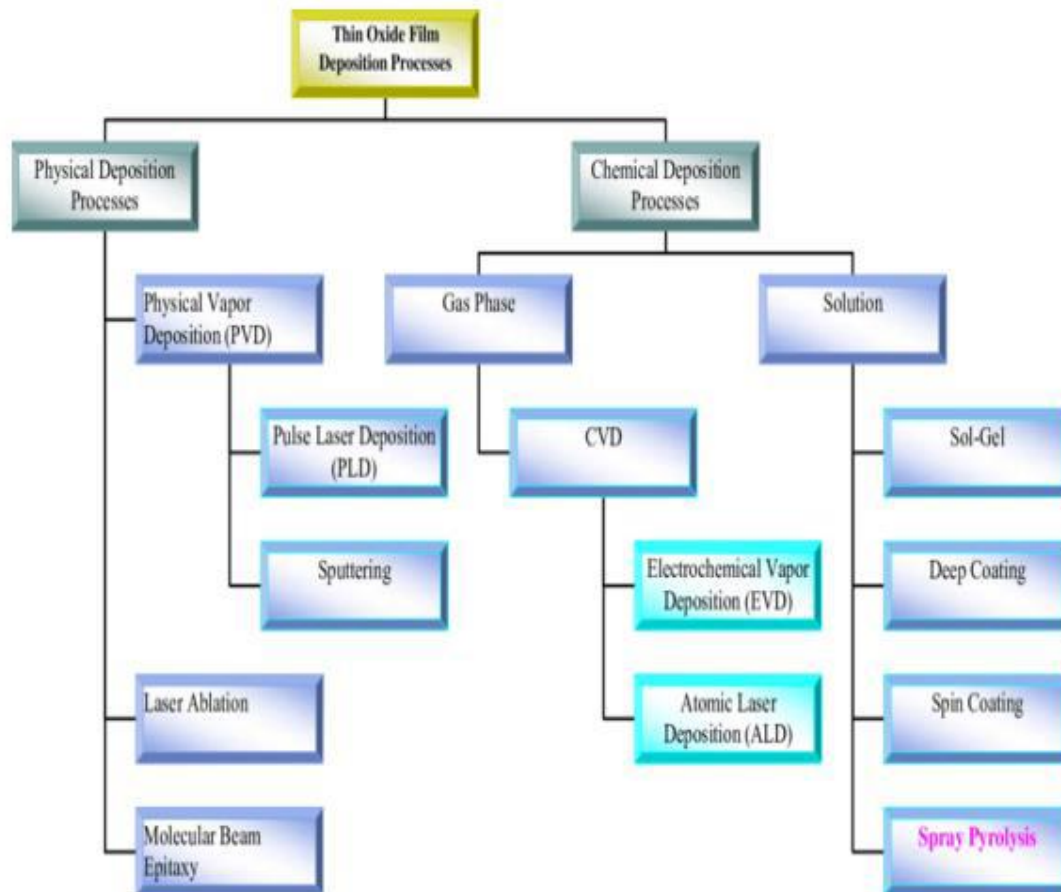 Thin Oxide Film
Deposition Processes
Physical Deposition
Processes
Chemical Deposition
Processes
Physical Vapor
Deposition (PVD)
Gas Phase
Solution
Pulse Laser Deposition
(PLD)
CVD
Sol-Gel
Sputtering
Electrochemical Vapor
Deposition (EVD)
Deep Coating
Laser Ablation
Atomic Laser
Deposition (ALD)
Spin Coating
Molecular Beam
Epitaxy
Spray Pyrolysis